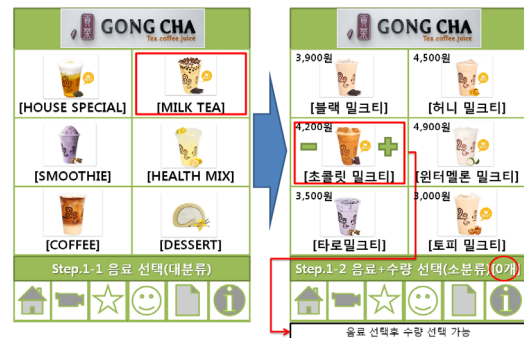 貢茶 GONG CHA
Tea.coffee.juice
[HOUSE SPECIAL] [MILK TEA]
[SMOOTHIE] [HEALTH MIX]
[COFFEE] [DESSERT]
Step.1-1 음료 선택(대분류)
貢茶 GONG CHA
Tea.coffee.juice
3,900원 4,500원
[블랙 밀크티] [허니 밀크티]
4,200원 4,900원
[초콜릿 밀크티] [윈터멜론 밀크티]
3,500원 3,000원
[타로밀크티] [토피 밀크티]
Step.1-2 음료+수량 선택(소분류)[0개]
음료 선택후 수량 선택 가능